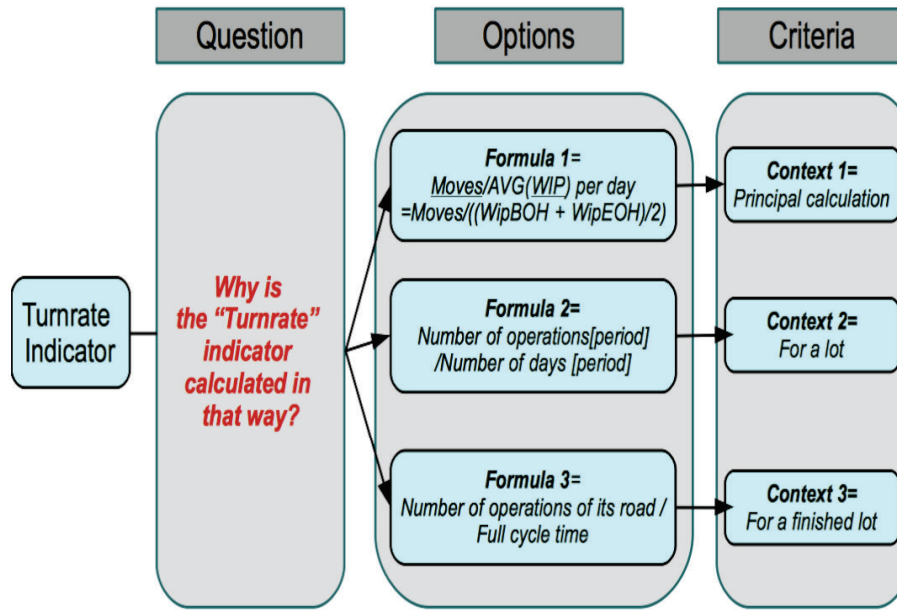 Question
Options
Criteria
Turnrate
Indicator
Why is
the “Turnrate”
indicator
calculated in
that way?
Formula 1=
Moves/AVG(WIP) per day
=Moves/((WipBOH + WipEOH)/2)
Formula 2=
Number of operations[period]
/Number of days [period]
Formula 3=
Number of operations of its road /
Full cycle time
Context 1=
Principal calculation
Context 2=
For a lot
Context 3=
For a finished lot